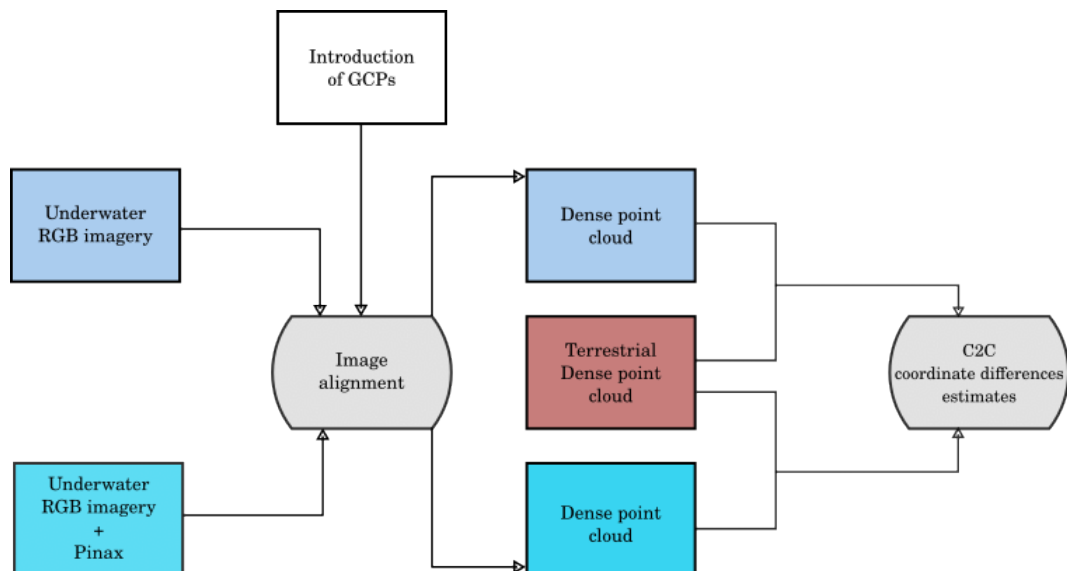 Introduction
of GCPs
Underwater
RGB imagery
Dense point
cloud
Image
alignment
Terrestrial
Dense point
cloud
C2C
coordinate differences
estimates
Underwater
RGB imagery
+
Pinax
Dense point
cloud